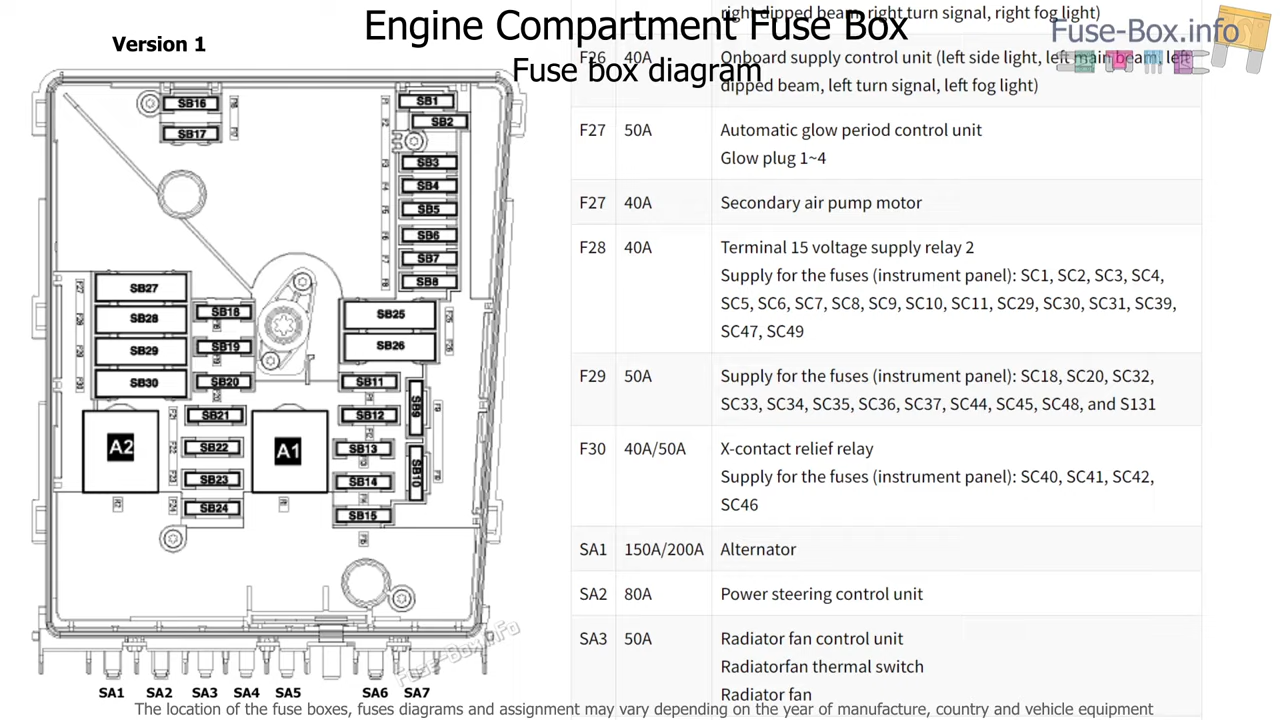 Engine Compartment Fuse Box
Fuse box diagram
Version 1
Fuse-Box.info
right dipped beam, right turn signal, right fog light)
F26 40A Onboard supply control unit (left side light, left main beam, left
dipped beam, left turn signal, left fog light)
F27 50A Automatic glow period control unit
Glow plug 1~4
F27 40A Secondary air pump motor
F28 40A Terminal 15 voltage supply relay 2
Supply for the fuses (instrument panel): SC1, SC2, SC3, SC4,
SC5, SC6, SC7, SC8, SC9, SC10, SC11, SC29, SC30, SC31, SC39,
SC47, SC49
F29 50A Supply for the fuses (instrument panel): SC18, SC20, SC32,
SC33, SC34, SC35, SC36, SC37, SC44, SC45, SC48, and S131
F30 40A/50A X-contact relief relay
Supply for the fuses (instrument panel): SC40, SC41, SC42,
SC46
SA1 150A/200A Alternator
SA2 80A Power steering control unit
SA3 50A Radiator fan control unit
Radiatorfan thermal switch
Radiator fan
SB16
SB17
SB1
SB2
SB3
SB4
SB5
SB6
SB7
SB8
SB27
SB28
SB29
SB30
SB18
SB19
SB20
SB21
SB22
SB23
SB24
SB25
SB26
SB11
SB12
SB13
SB14
SB15
SB9
SB10
A2
A1
Fuse-Box.info
SA1 SA2 SA3 SA4 SA5 SA6 SA7
The location of the fuse boxes, fuses diagrams and assignment may vary depending on the year of manufacture, country and vehicle equipment